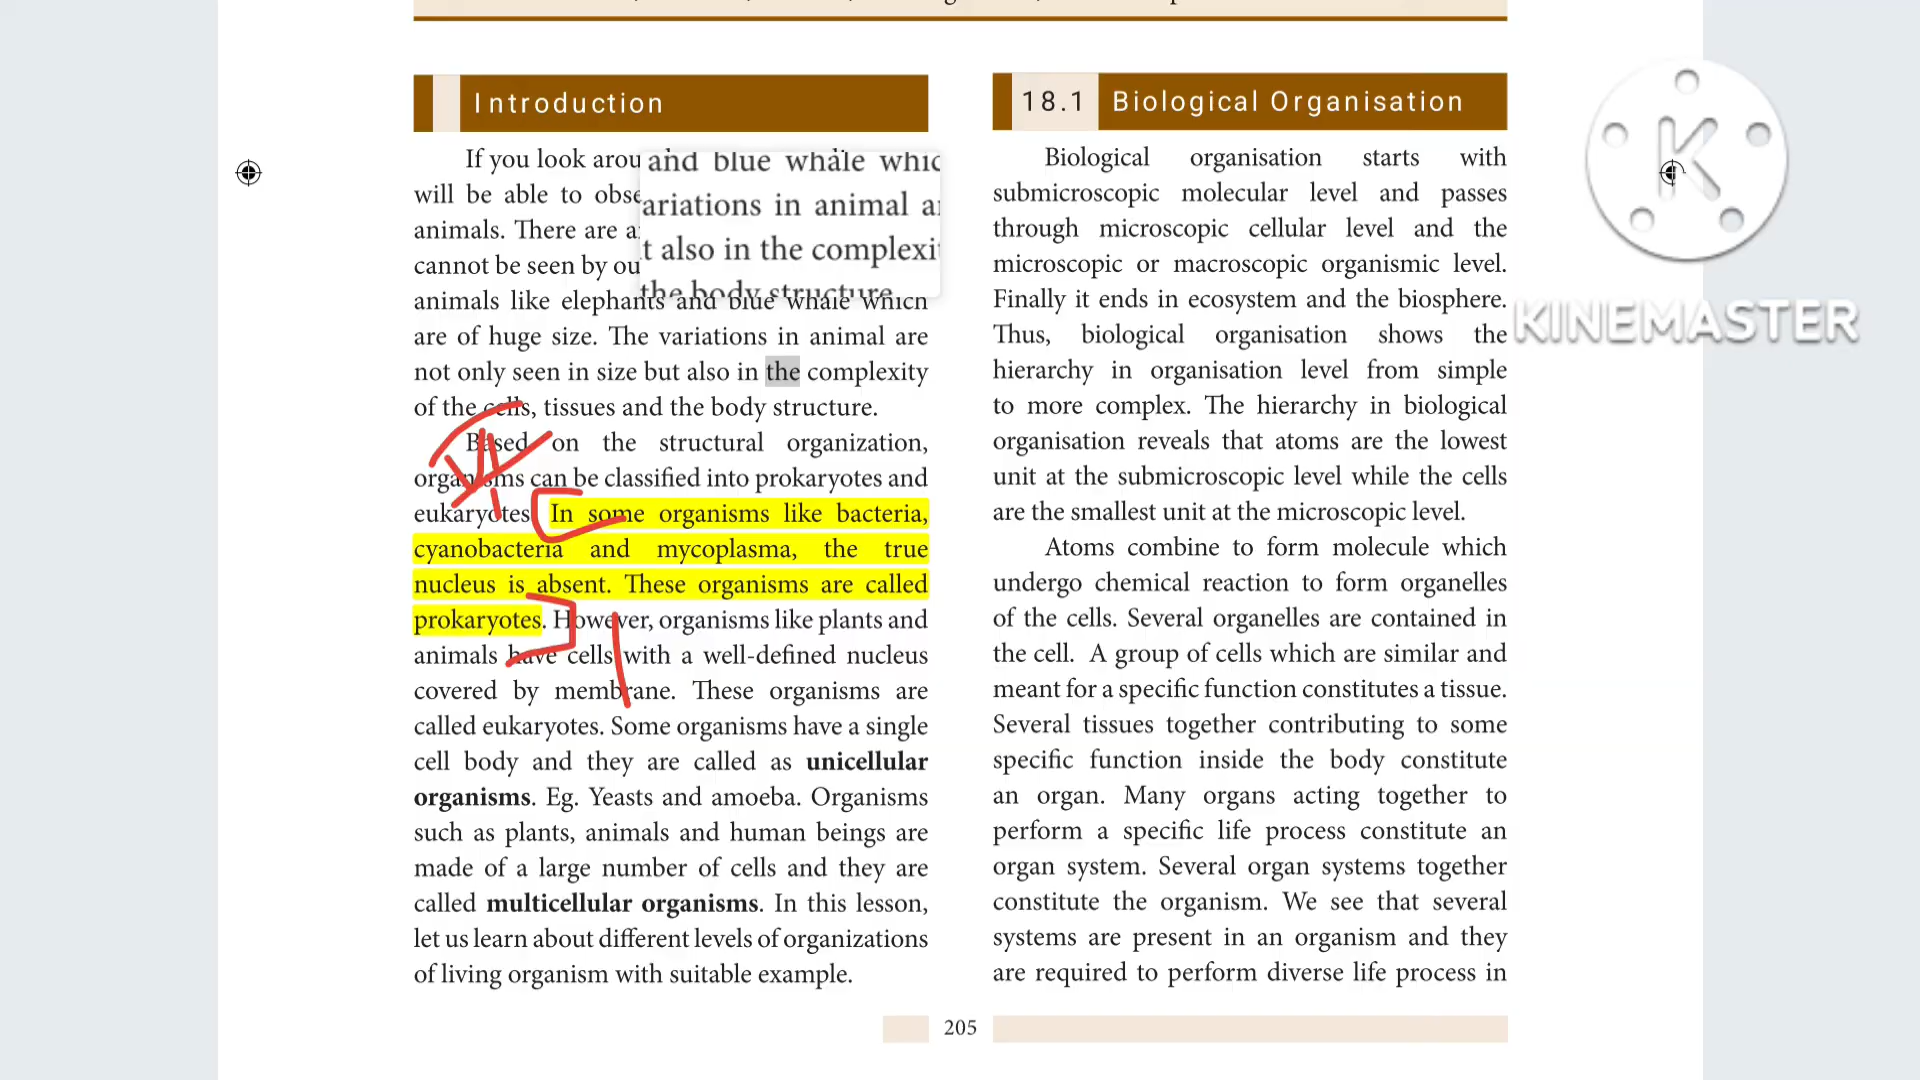 Introduction
If you look arou
will be able to obse
animals. There are a
cannot be seen by ou
animals like elephants and blue whale which
are of huge size. The variations in animal are
not only seen in size but also in the complexity
of the cells, tissues and the body structure.
Based on the structural organization,
organisms can be classified into prokaryotes and
eukaryotes. In some organisms like bacteria,
cyanobacteria and mycoplasma, the true
nucleus is absent. These organisms are called
prokaryotes. However, organisms like plants and
animals have cells with a well-defined nucleus
covered by membrane. These organisms are
called eukaryotes. Some organisms have a single
cell body and they are called as unicellular
organisms. Eg. Yeasts and amoeba. Organisms
such as plants, animals and human beings are
made of a large number of cells and they are
called multicellular organisms. In this lesson,
let us learn about different levels of organizations
of living organism with suitable example.
and blue whale whic
ariations in animal a
t also in the complexi
the body structure
18.1 Biological Organisation
Biological organisation starts with
submicroscopic molecular level and passes
through microscopic cellular level and the
microscopic or macroscopic organismic level.
Finally it ends in ecosystem and the biosphere.
Thus, biological organisation shows the
hierarchy in organisation level from simple
to more complex. The hierarchy in biological
organisation reveals that atoms are the lowest
unit at the submicroscopic level while the cells
are the smallest unit at the microscopic level.
Atoms combine to form molecule which
undergo chemical reaction to form organelles
of the cells. Several organelles are contained in
the cell. A group of cells which are similar and
meant for a specific function constitutes a tissue.
Several tissues together contributing to some
specific function inside the body constitute
an organ. Many organs acting together to
perform a specific life process constitute an
organ system. Several organ systems together
constitute the organism. We see that several
systems are present in an organism and they
are required to perform diverse life process in
205
K
KINEMASTER